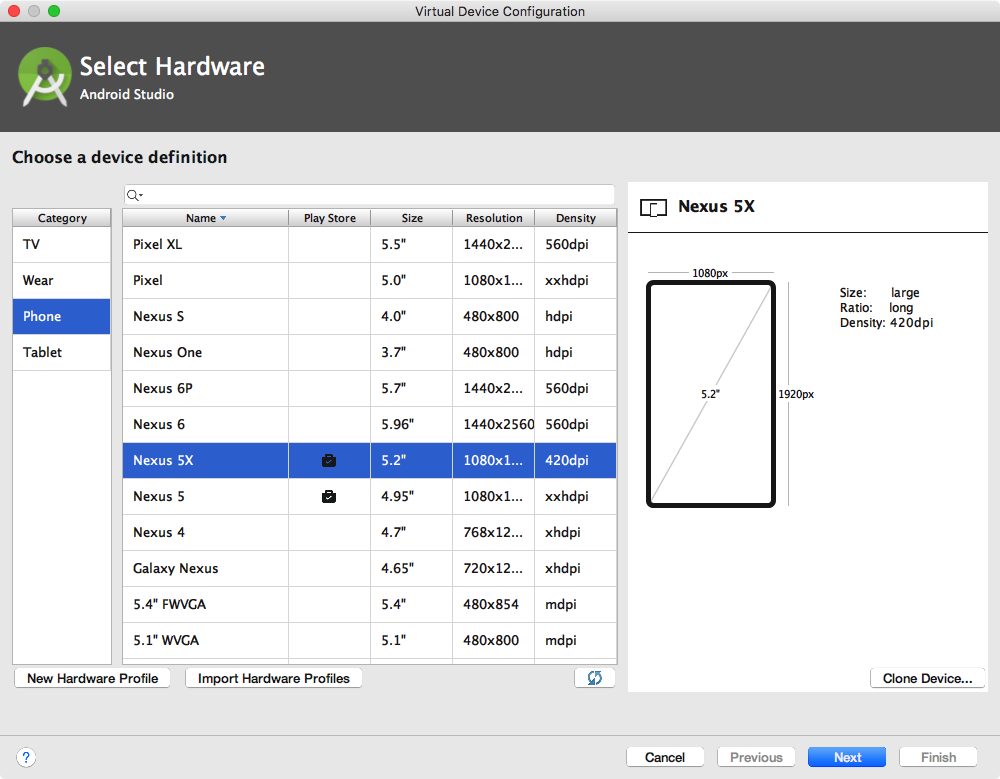 Virtual Device Configuration
Select Hardware
Android Studio
Choose a device definition
Category
TV
Wear
Phone
Tablet
Name Play Store Size Resolution Density
Pixel XL 5.5" 1440x2... 560dpi
Pixel 5.0" 1080x1... xxhdpi
Nexus S 4.0" 480x800 hdpi
Nexus One 3.7" 480x800 hdpi
Nexus 6P 5.7" 1440x2... 560dpi
Nexus 6 5.96" 1440x2560 560dpi
Nexus 5X 5.2" 1080x1... 420dpi
Nexus 5 4.95" 1080x1... xxhdpi
Nexus 4 4.7" 768x12... xhdpi
Galaxy Nexus 4.65" 720x12... xhdpi
5.4" FWVGA 5.4" 480x854 mdpi
5.1" WVGA 5.1" 480x800 mdpi
New Hardware Profile Import Hardware Profiles
Nexus 5X
1080px
5.2"
1920px
Size: large
Ratio: long
Density: 420dpi
Clone Device...
? Cancel Previous Next Finish